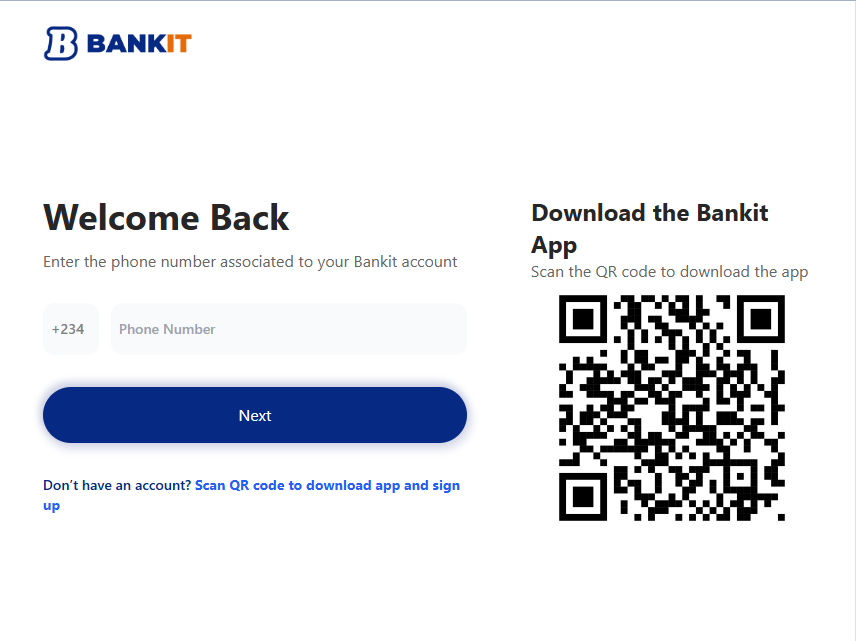 BANKIT
Welcome Back
Enter the phone number associated to your Bankit account
+234
Phone Number
Next
Don't have an account? Scan QR code to download app and sign
up
Download the Bankit
App
Scan the QR code to download the app